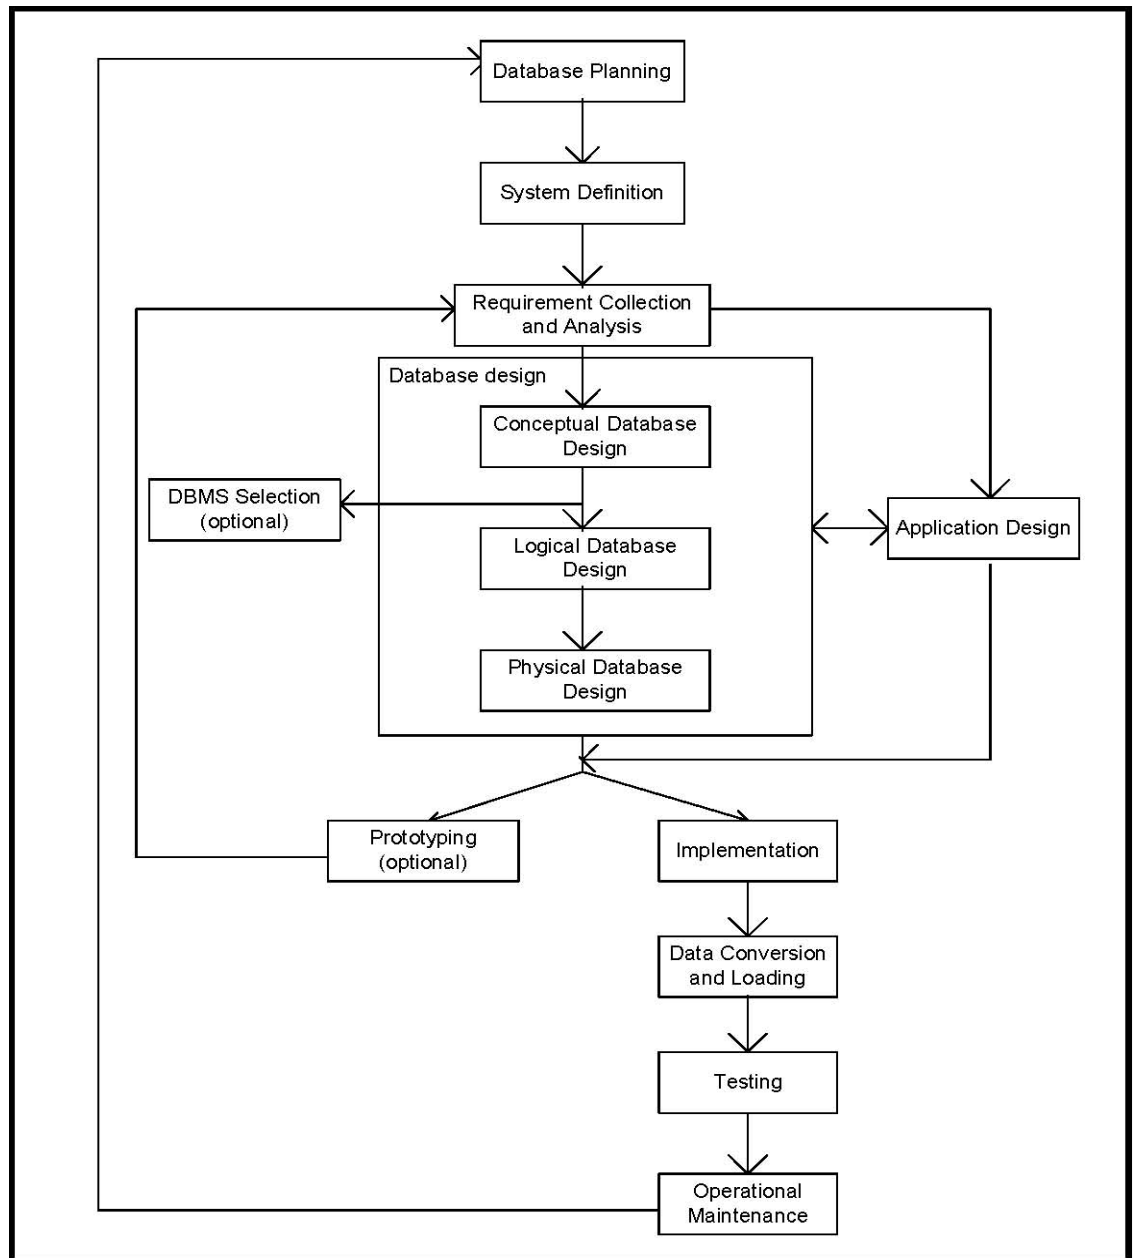 Database Planning
System Definition
Requirement Collection
and Analysis
Database design
Conceptual Database
Design
DBMS Selection
(optional)
Logical Database
Design
Application Design
Physical Database
Design
Prototyping
(optional)
Implementation
Data Conversion
and Loading
Testing
Operational
Maintenance